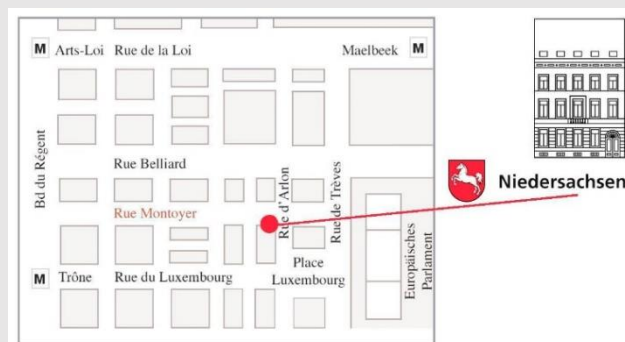 M Arts-Loi Rue de la Loi Maelbeek M
Bd du Régent
Rue Belliard
Rue Montoyer
Rue d'Arlon
Rue de Trèves
Niedersachsen
M Trône Rue du Luxembourg
Place
Luxembourg
Europäisches
Parlament